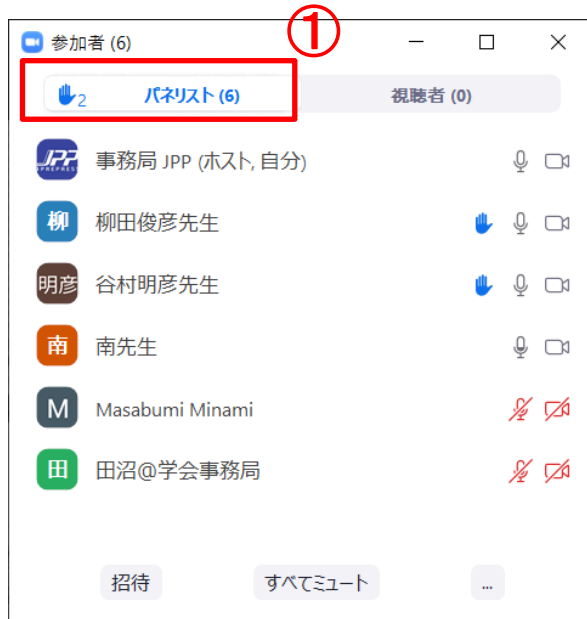 参加者 (6)
①
2 パネリスト (6) 視聴者 (0)
JPP
事務局 JPP (ホスト, 自分)
柳 柳田俊彦先生
明彦 谷村明彦先生
南 南先生
M Masabumi Minami
田 田沼@学会事務局
招待 すべてミュート ...